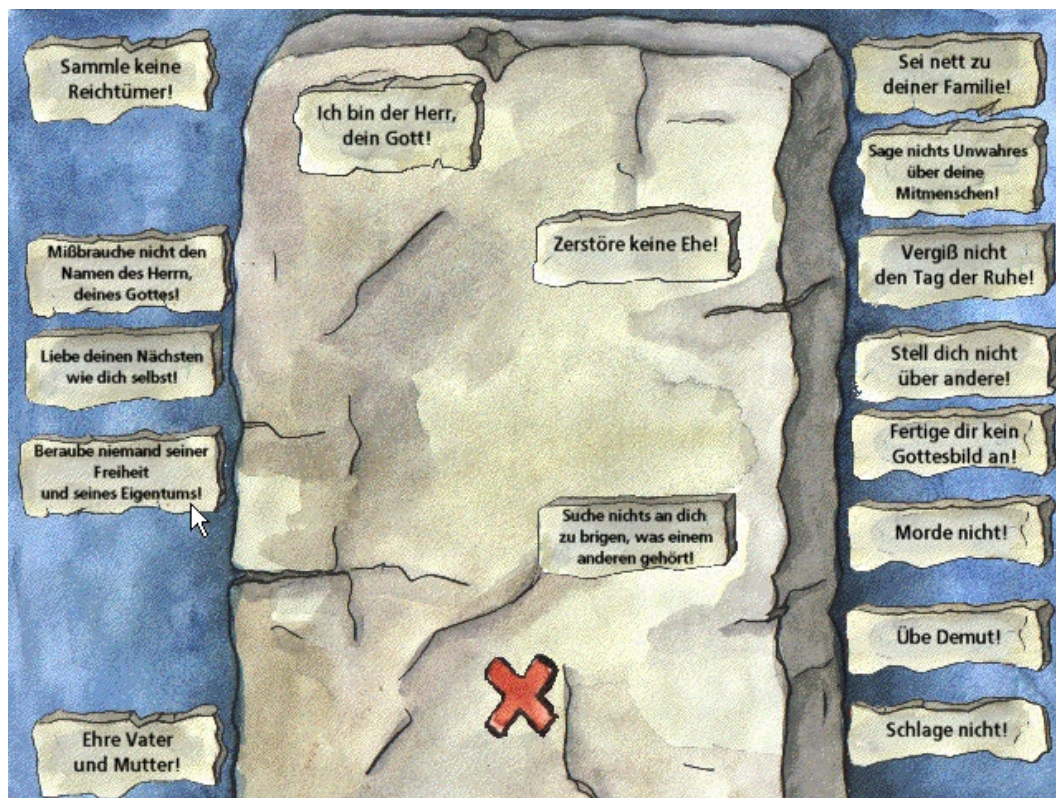 Sammle keine
Reichtümer!
Mißbrauche nicht den
Namen des Herrn,
deines Gottes!
Liebe deinen Nächsten
wie dich selbst!
Beraube niemand seiner
Freiheit
und seines Eigentums!
Ehre Vater
und Mutter!
Ich bin der Herr,
dein Gott!
Zerstöre keine Ehe!
Suche nichts an dich
zu brigen, was einem
anderen gehört!
Sei nett zu
deiner Familie!
Sage nichts Unwahres
über deine
Mitmenschen!
Vergiß nicht
den Tag der Ruhe!
Stell dich nicht
über andere!
Fertige dir kein
Gottesbild an!
Morde nicht!
Übe Demut!
Schlage nicht!